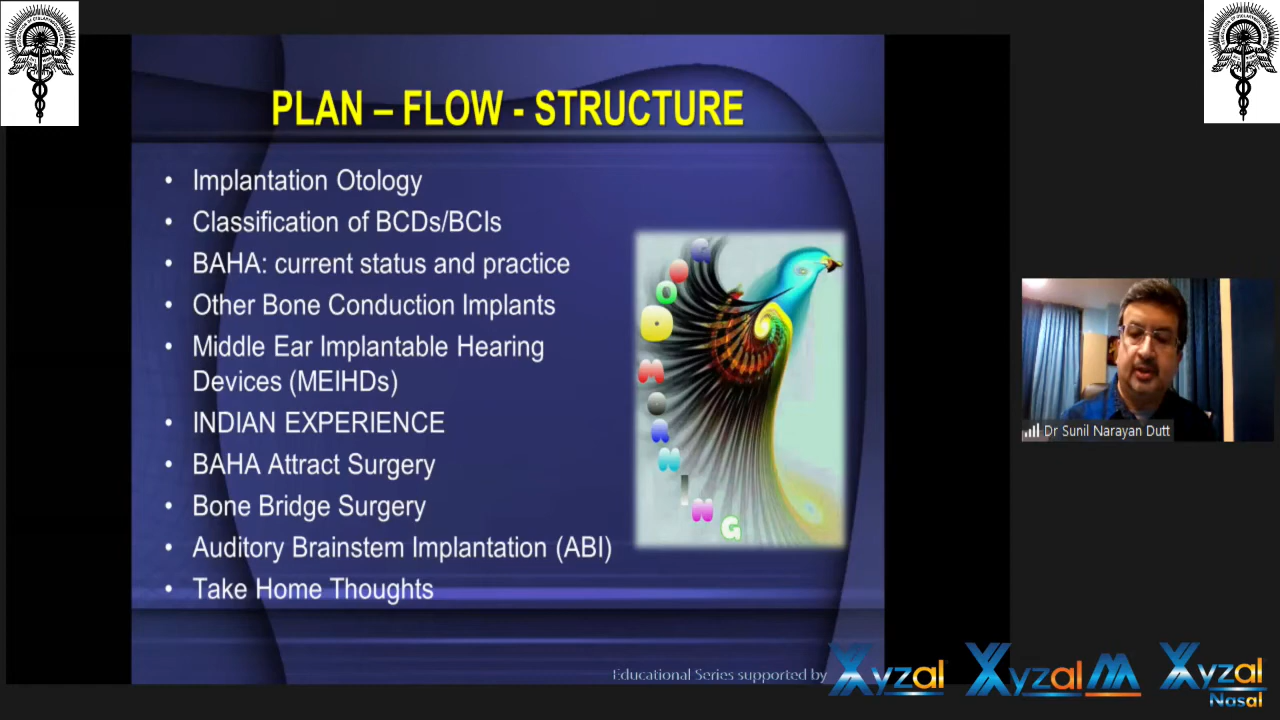 PLAN – FLOW - STRUCTURE
• Implantation Otology
• Classification of BCDs/BCIs
• BAHA: current status and practice
• Other Bone Conduction Implants
• Middle Ear Implantable Hearing
Devices (MEIHDs)
• INDIAN EXPERIENCE
• BAHA Attract Surgery
• Bone Bridge Surgery
• Auditory Brainstem Implantation (ABI)
• Take Home Thoughts
GOOD MORNING
Dr Sunil Narayan Dutt
Educational Series supported by
Xyzal
Xyzal M
Xyzal
Nasal